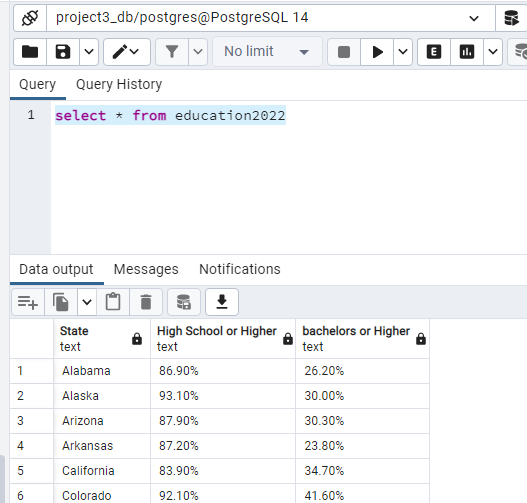 project3_db/postgres@PostgreSQL 14
No limit
E
Query Query History
1 select * from education2022
Data output Messages Notifications
State High School or Higher bachelors or Higher
text text text
1 Alabama 86.90% 26.20%
2 Alaska 93.10% 30.00%
3 Arizona 87.90% 30.30%
4 Arkansas 87.20% 23.80%
5 California 83.90% 34.70%
6 Colorado 92.10% 41.60%